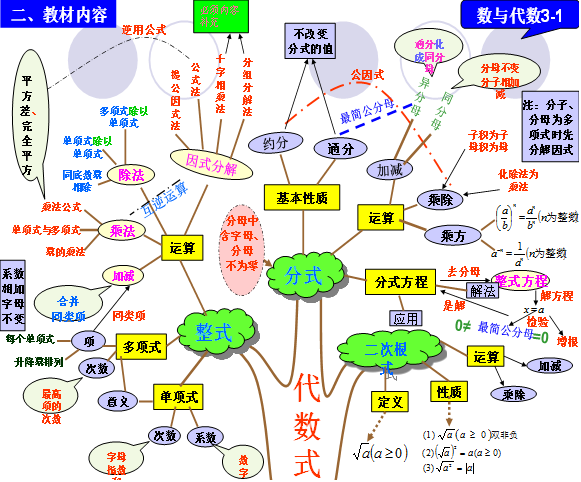 二、教材内容
数与代数3-1
逆用公式
平方差、完全平方
提公因式法
公式法
十字相乘法
分组分解法
不改变
分式的值
公因式
最简公分母
通分化
成同分
母
异分母
同分母
分母不变
分子相加
减
注：分子、
分母为多
项式时先
分解因式
多项式除以
单项式
单项式除以
单项式
同底数幂
相除
除法
因式分解
约分
通分
加减
子积为子
母积为母
化除法为
乘法
互逆运算
基本性质
乘除
乘法公式
单项式与多项式
幂的乘法
乘法
运算
分母中
含字母,
分母
不为零
运算
乘方
(a/b)ⁿ = aⁿ/bⁿ (n为整数)
a⁻ⁿ = 1/aⁿ (n为整数)
系数
相加
字母
不变
加减
合并
同类项
同类项
分式
分式方程
去分母
整式方程
解法
解方程
是解
x=a
检验
增根
0≠ 最简公分母 =0
应用
每个单项式
升降幂排列
项
多项式
整式
次数
最高
项的
次数
意义
单项式
次数
系数
字母
指数
数
字
二次根
式
运算
加减
乘除
定义
性质
代数式
√a(a≥0)
(1) √a (a ≥ 0)双非负
(2)(√a)² = a(a≥0)
(3)√a² = |a|